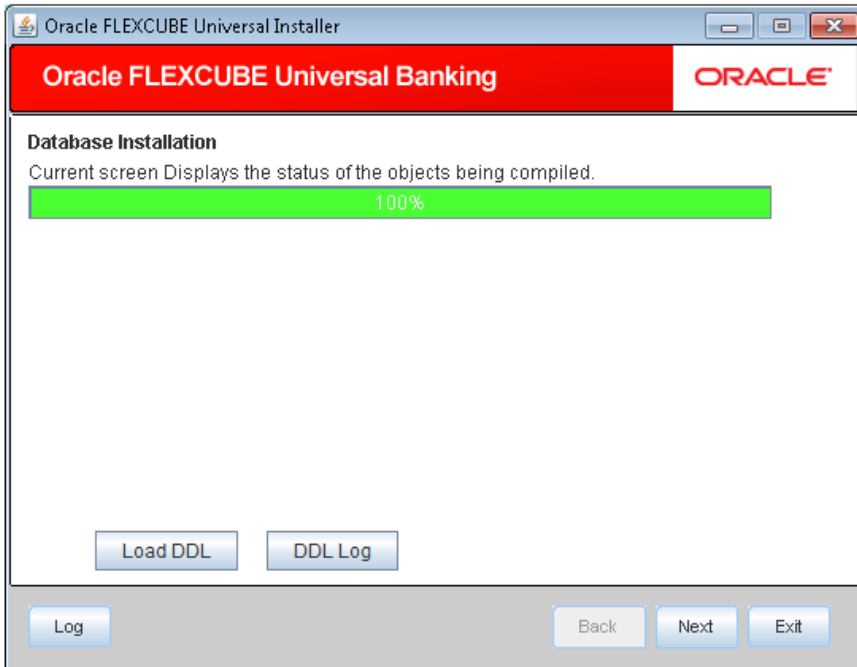 Oracle FLEXCUBE Universal Installer
Oracle FLEXCUBE Universal Banking
ORACLE
Database Installation
Current screen Displays the status of the objects being compiled.
100%
Load DDL
DDL Log
Log
Back
Next
Exit